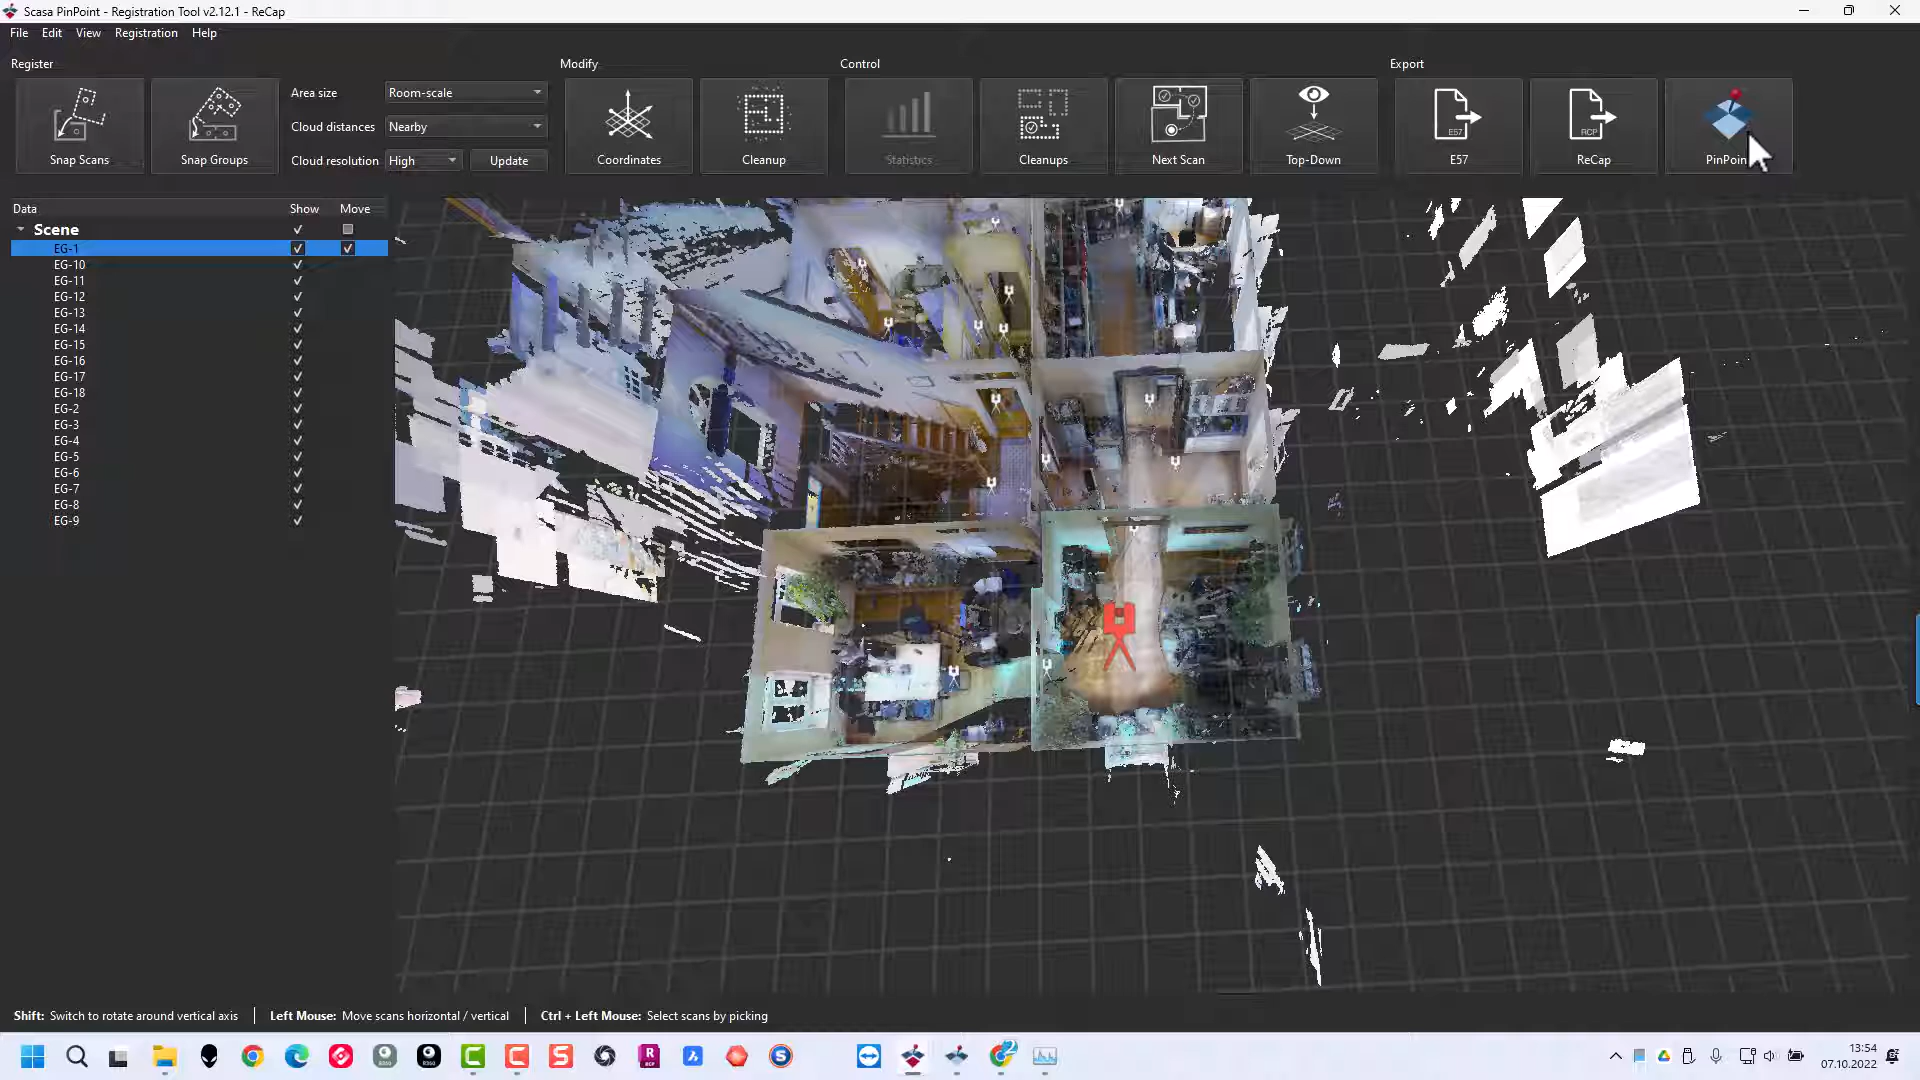 Scasa PinPoint - Registration Tool v2.12.1 - ReCap
File Edit View Registration Help
Register
Snap Scans
Snap Groups
Area size Room-scale
Cloud distances Nearby
Cloud resolution High Update
Modify
Coordinates
Cleanup
Control
Statistics
Cleanups
Next Scan
Top-Down
Export
E57
E57
RCP
ReCap
Data Show Move
Scene
EG-1
EG-10
EG-11
EG-12
EG-13
EG-14
EG-15
EG-16
EG-17
EG-18
EG-2
EG-3
EG-4
EG-5
EG-6
EG-7
EG-8
EG-9
Shift: Switch to rotate around vertical axis
Left Mouse: Move scans horizontal / vertical
Ctrl + Left Mouse: Select scans by picking
13:54
07.10.2022